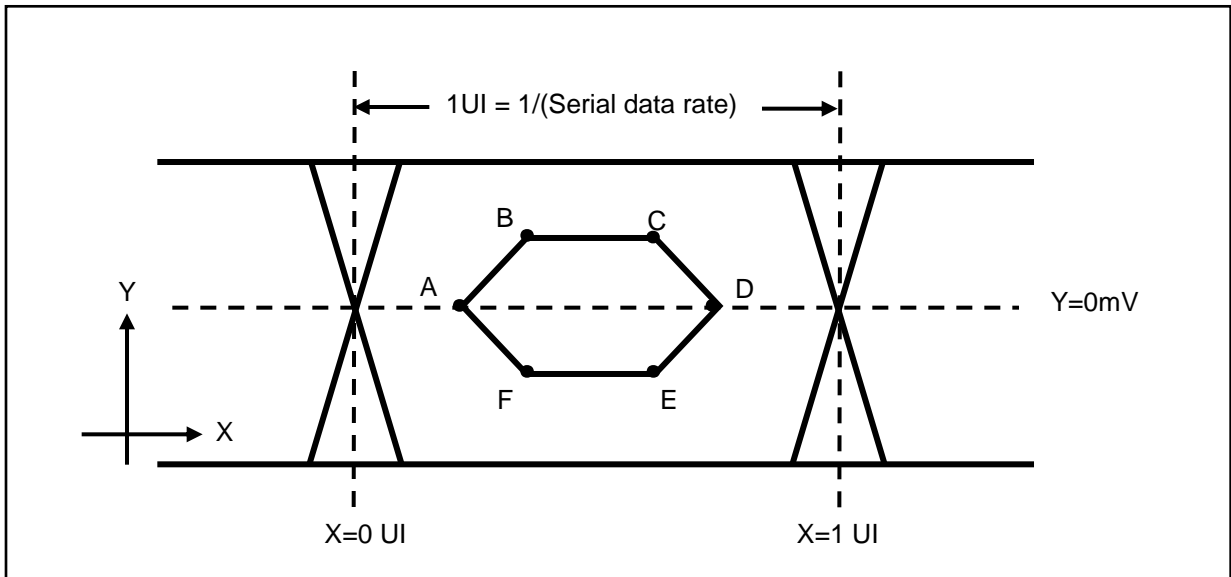 1UI = 1/(Serial data rate)
B
C
Y
A
D
Y=0mV
F
E
X
X=0 UI
X=1 UI